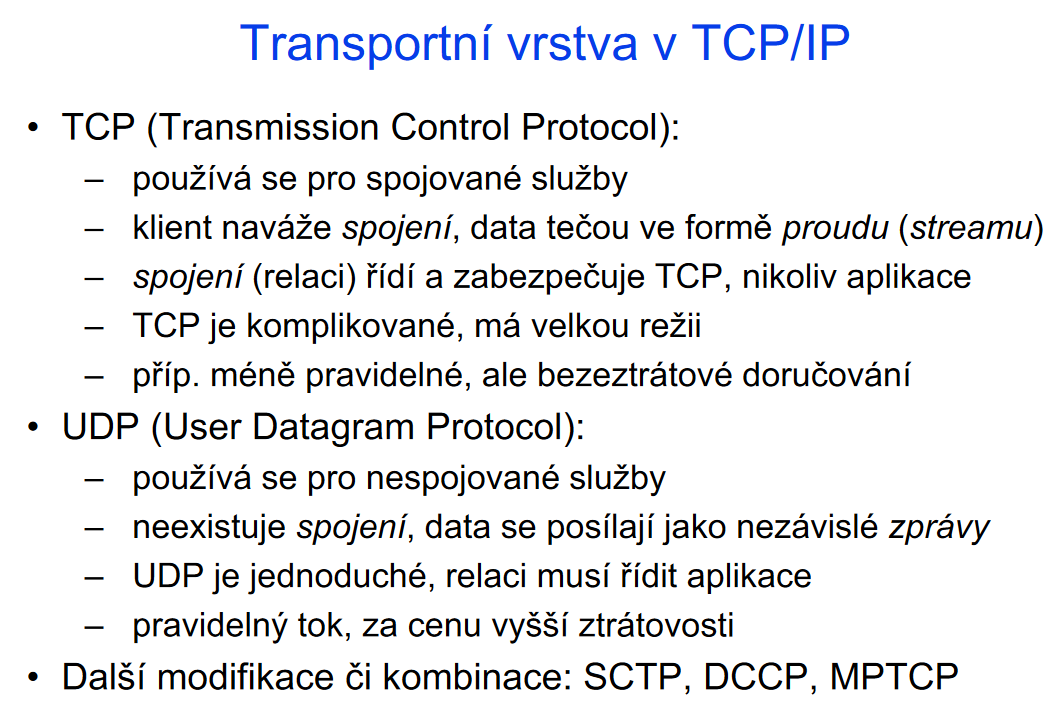 Transportní vrstva v TCP/IP
• TCP (Transmission Control Protocol):
– používá se pro spojované služby
– klient naváže spojení, data tečou ve formě proudu (streamu)
– spojení (relaci) řídí a zabezpečuje TCP, nikoliv aplikace
– TCP je komplikované, má velkou režii
– příp. méně pravidelné, ale bezeztrátové doručování
• UDP (User Datagram Protocol):
– používá se pro nespojované služby
– neexistuje spojení, data se posílají jako nezávislé zprávy
– UDP je jednoduché, relaci musí řídit aplikace
– pravidelný tok, za cenu vyšší ztrátovosti
• Další modifikace či kombinace: SCTP, DCCP, MPTCP